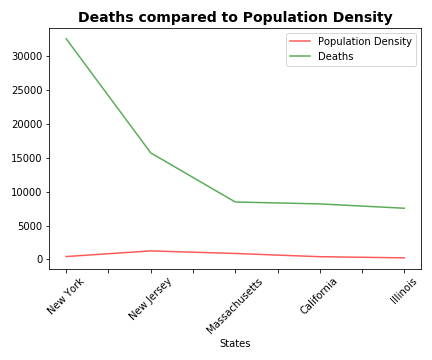 Deaths compared to Population Density
Population Density
Deaths
30000
25000
20000
15000
10000
5000
0
New York
New Jersey
Massachusetts
California
Illinois
States